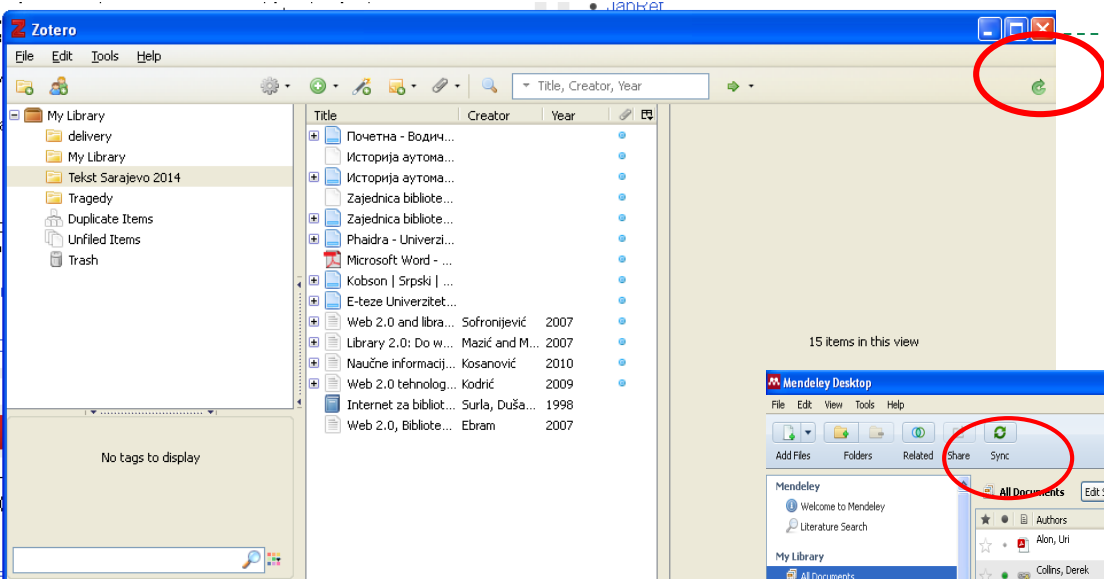 JabRef
Zotero
File Edit Tools Help
Title, Creator, Year
My Library
delivery
My Library
Tekst Sarajevo 2014
Tragedy
Duplicate Items
Unfiled Items
Trash
No tags to display
Title Creator Year
Почетна - Водич...
Историја аутома...
Историја аутома...
Zajednica bibliote...
Zajednica bibliote...
Phaidra - Univerzi...
Microsoft Word - ...
Kobson | Srpski | ...
E-teze Univerzitet...
Web 2.0 and libra... Sofronijević 2007
Library 2.0: Do w... Mazić and M... 2007
Naučne informacij... Kosanović 2010
Web 2.0 tehnolog... Kodrić 2009
Internet za bibliot... Surla, Duša... 1998
Web 2.0, Bibliote... Ebram 2007
15 items in this view
Mendeley Desktop
File Edit View Tools Help
Add Files Folders Related Share Sync
Mendeley
Welcome to Mendeley
Literature Search
My Library
All Documents
All Documents Edit S
Authors
Alon, Uri
Collins, Derek